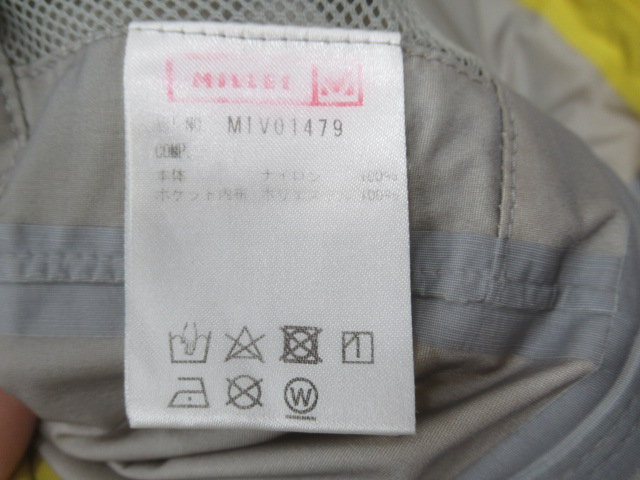 MILLET M
NO. MIV01479
COMP.
本体 ナイロン 100%
ポケット内布 ポリエステル 100%
W